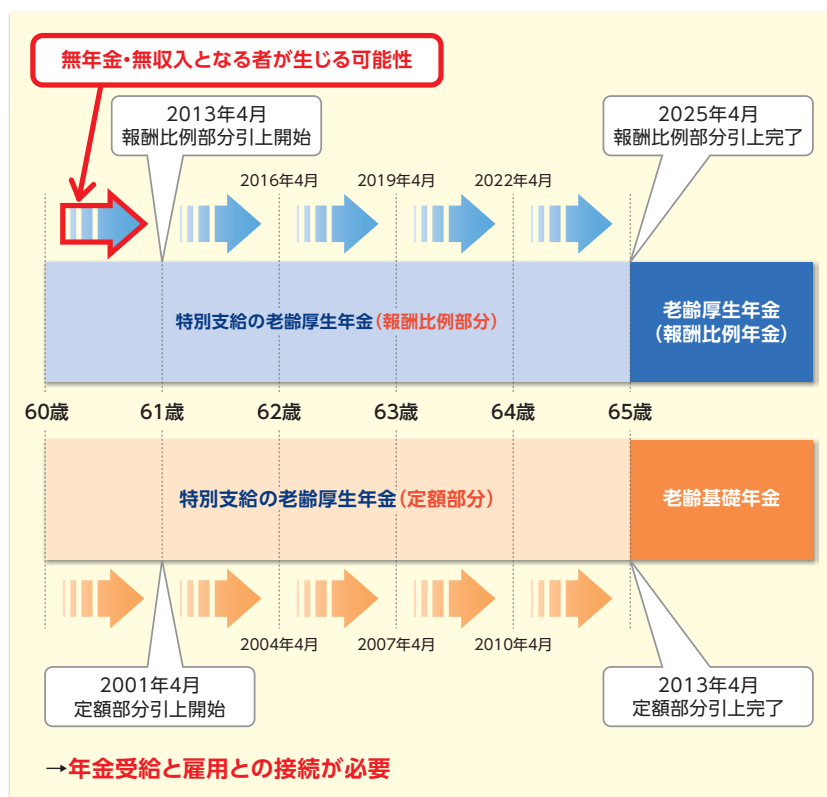 無年金・無収入となる者が生じる可能性
2013年4月
報酬比例部分引上開始
2025年4月
報酬比例部分引上完了
2016年4月
2019年4月
2022年4月
特別支給の老齢厚生年金(報酬比例部分)
老齢厚生年金
(報酬比例年金)
60歳
61歳
62歳
63歳
64歳
65歳
特別支給の老齢厚生年金(定額部分)
老齢基礎年金
2004年4月
2007年4月
2010年4月
2001年4月
定額部分引上開始
2013年4月
定額部分引上完了
→年金受給と雇用との接続が必要